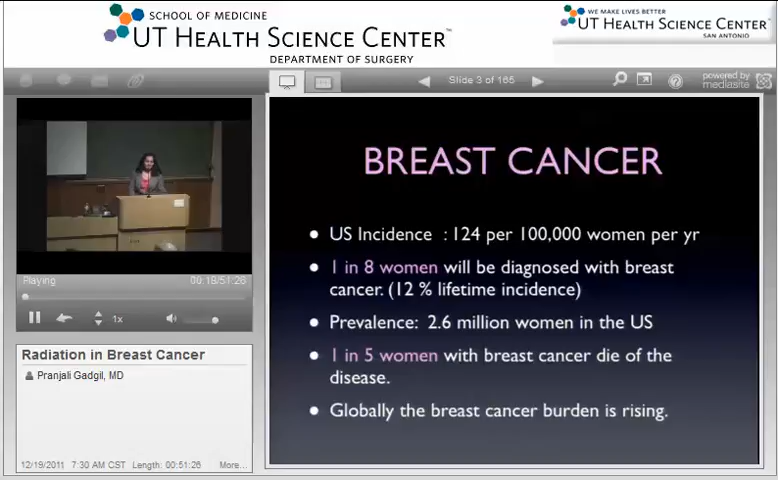 SCHOOL OF MEDICINE
UT HEALTH SCIENCE CENTER™
DEPARTMENT OF SURGERY
WE MAKE LIVES BETTER
UT HEALTH SCIENCE CENTER™
SAN ANTONIO
Slide 3 of 165
powered by
mediasite
Playing
00:18/51:26
1x
Radiation in Breast Cancer
Pranjali Gadgil, MD
12/19/2011 7:30 AM CST Length: 00:51:26 More...
BREAST CANCER
• US Incidence : 124 per 100,000 women per yr
• 1 in 8 women will be diagnosed with breast
cancer. (12 % lifetime incidence)
• Prevalence: 2.6 million women in the US
• 1 in 5 women with breast cancer die of the
disease.
• Globally the breast cancer burden is rising.